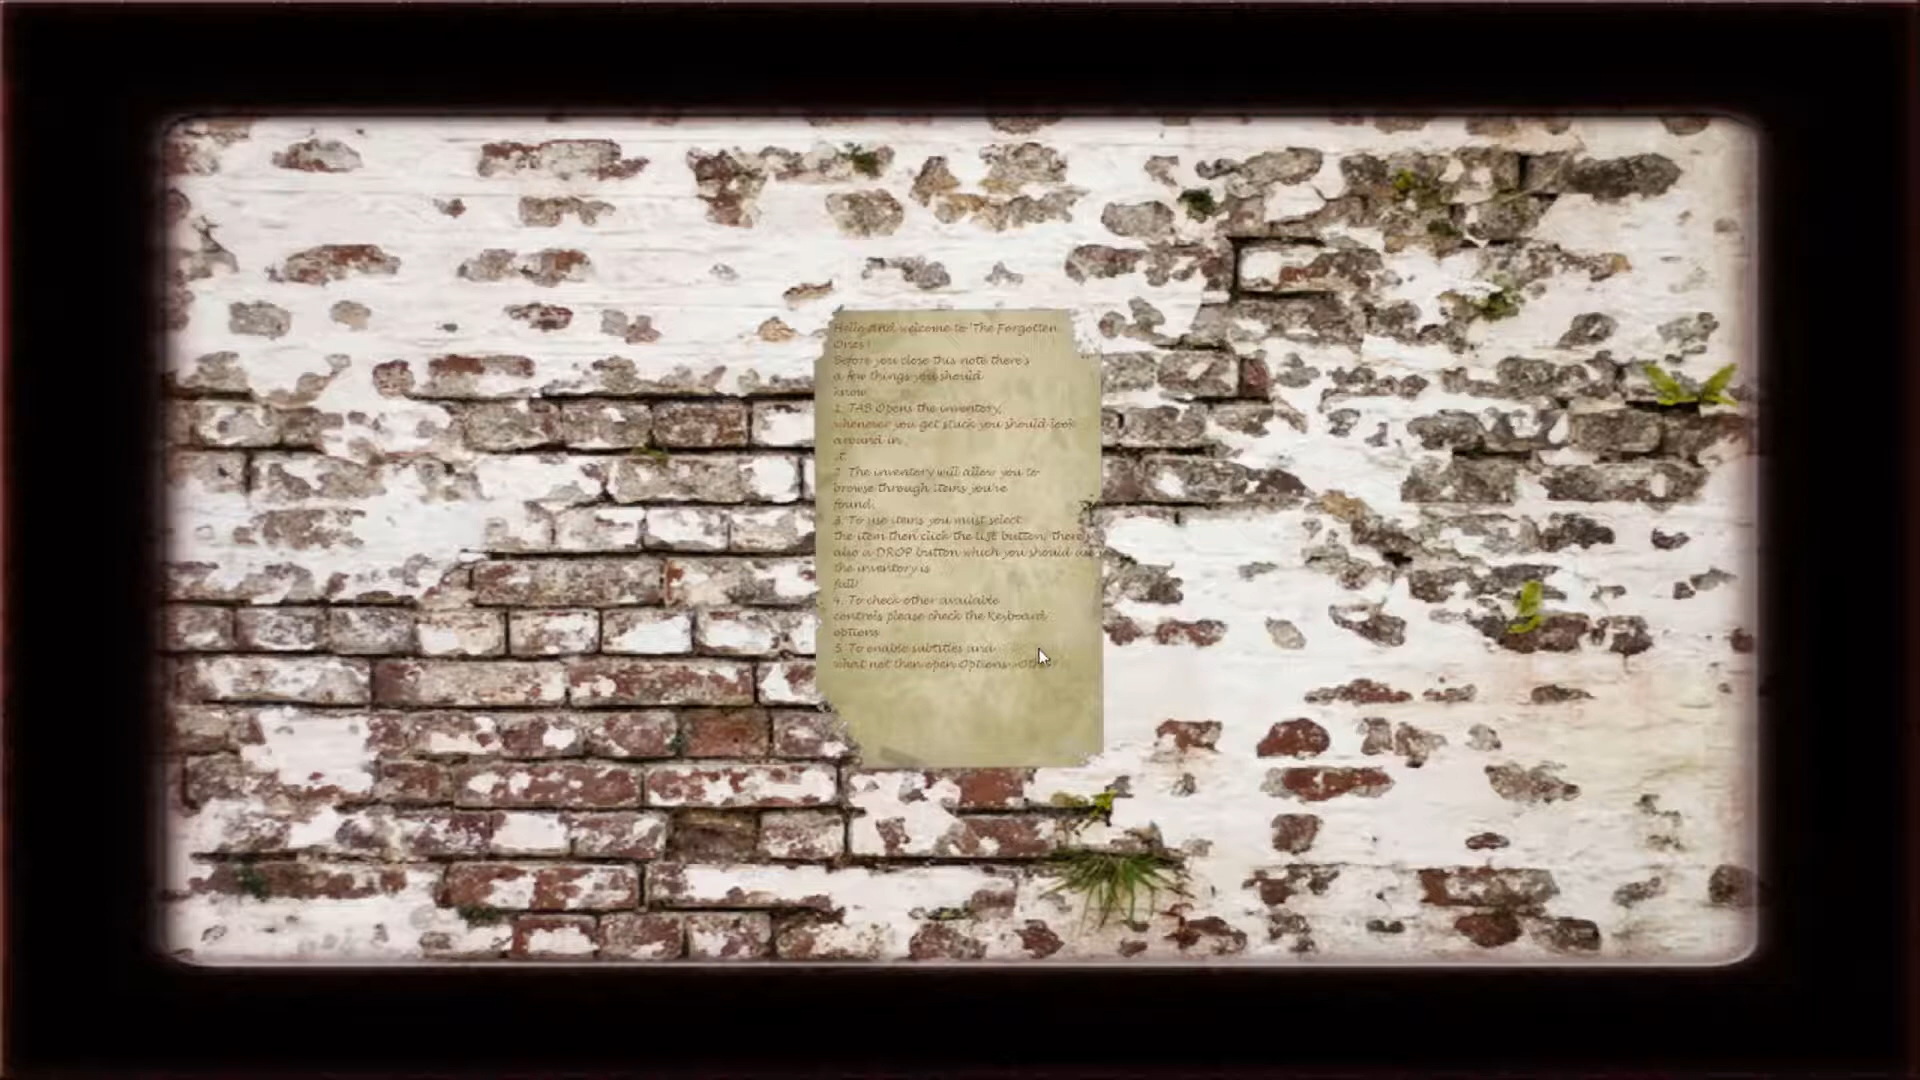 Hello and welcome to 'The Forgotten
Ones'!
Before you close this note there's
a few things you should
know
1. TAB Opens the inventory,
whenever you get stuck you should look
around in
it
2. The inventory will allow you to
browse through items you've
found.
3. To use items you must select
the item then click the USE button, there's
also a DROP button which you should use
the inventory is
full!
4. To check other available
controls please check the Keyboard
options
5. To enable subtitles and
what not then open Options->Other